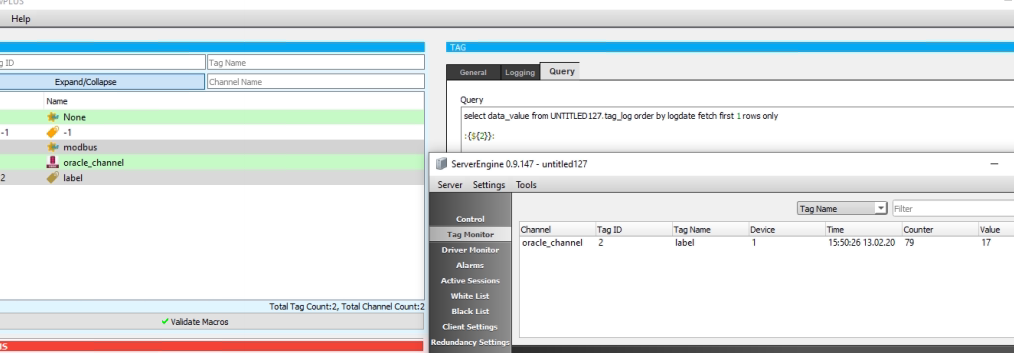 Help
Tag Name
Expand/Collapse
Channel Name
Name
None
-1
-1
modbus
oracle_channel
2
label
Total Tag Count:2, Total Channel Count:2
Validate Macros
TAG
General Logging Query
Query
select data_value from UNTITLED127.tag_log order by logdate fetch first 1 rows only
:{${2}}:
ServerEngine 0.9.147 - untitled127
Server Settings Tools
Control
Tag Monitor
Driver Monitor
Alarms
Active Sessions
White List
Black List
Client Settings
Redundancy Settings
Tag Name
Filter
Channel Tag ID Tag Name Device Time Counter Value
oracle_channel 2 label 1 15:50:26 13.02.20 79 17